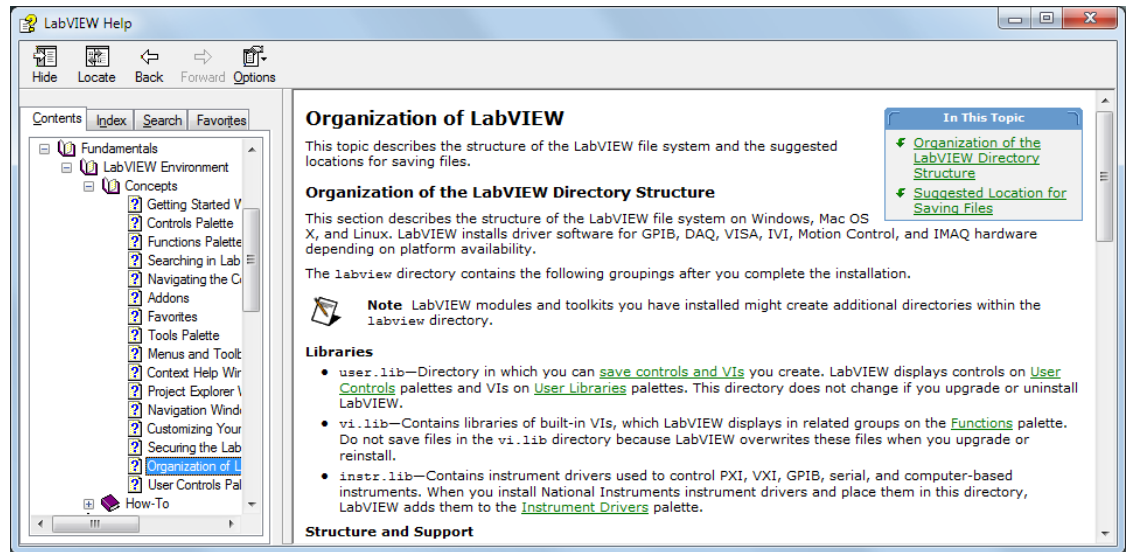 LabVIEW Help
Hide Locate Back Forward Options
Contents Index Search Favorites
Fundamentals
LabVIEW Environment
Concepts
Getting Started V
Controls Palette
Functions Palette
Searching in Lab
Navigating the Co
Addons
Favorites
Tools Palette
Menus and Toolb
Context Help Win
Project Explorer V
Navigation Windo
Customizing Your
Securing the Lab
Organization of L
User Controls Pal
How-To
Organization of LabVIEW
This topic describes the structure of the LabVIEW file system and the suggested
locations for saving files.
In This Topic
Organization of the
LabVIEW Directory
Structure
Suggested Location for
Saving Files
Organization of the LabVIEW Directory Structure
This section describes the structure of the LabVIEW file system on Windows, Mac OS
X, and Linux. LabVIEW installs driver software for GPIB, DAQ, VISA, IVI, Motion Control, and IMAQ hardware
depending on platform availability.
The labview directory contains the following groupings after you complete the installation.
Note LabVIEW modules and toolkits you have installed might create additional directories within the
labview directory.
Libraries
• user.lib—Directory in which you can save controls and VIs you create. LabVIEW displays controls on User
Controls palettes and VIs on User Libraries palettes. This directory does not change if you upgrade or uninstall
LabVIEW.
• vi.lib—Contains libraries of built-in VIs, which LabVIEW displays in related groups on the Functions palette.
Do not save files in the vi.lib directory because LabVIEW overwrites these files when you upgrade or
reinstall.
• instr.lib—Contains instrument drivers used to control PXI, VXI, GPIB, serial, and computer-based
instruments. When you install National Instruments instrument drivers and place them in this directory,
LabVIEW adds them to the Instrument Drivers palette.
Structure and Support